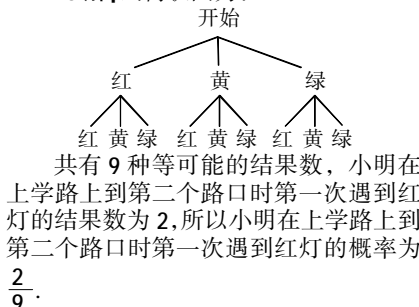 开始
红 黄 绿
红 黄 绿 红 黄 绿 红 黄 绿
共有 9 种等可能的结果数，小明在
上学路上到第二个路口时第一次遇到红
灯的结果数为 2,所以小明在上学路上到
第二个路口时第一次遇到红灯的概率为
2/9.